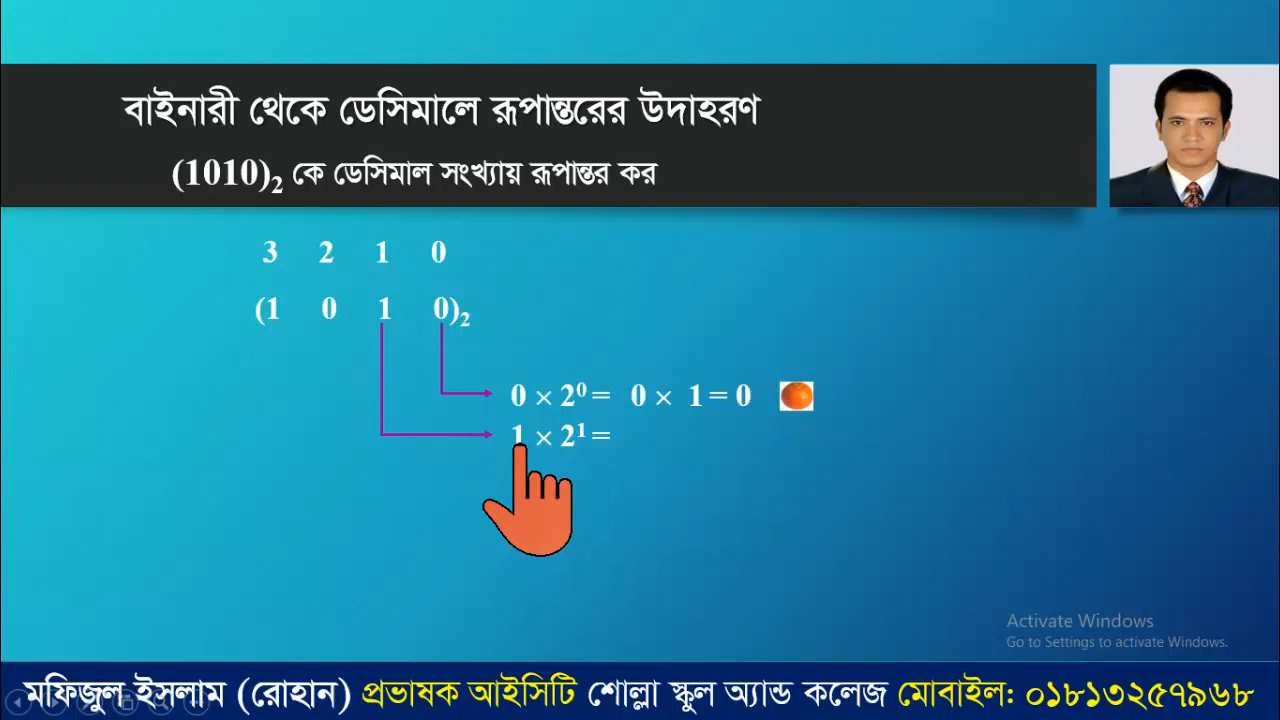 বাইনারী থেকে ডেসিমালে রূপান্তরের উদাহরণ
(1010)₂ কে ডেসিমাল সংখ্যায় রূপান্তর কর
3 2 1 0
(1 0 1 0)₂
0 × 2⁰ = 0 × 1 = 0
1 × 2¹ =
Activate Windows
Go to Settings to activate Windows.
মফিজুল ইসলাম (রোহান) প্রভাষক আইসিটি শোল্লা স্কুল অ্যান্ড কলেজ মোবাইল: ০১৮১৩২৫৭৯৬৮